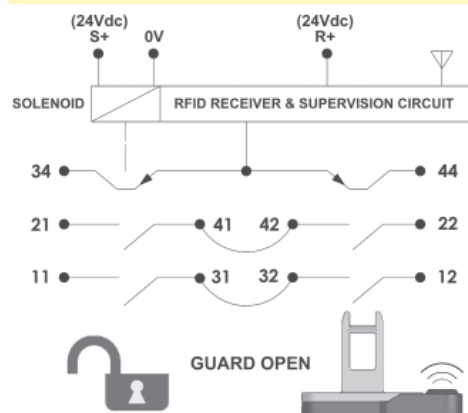 (24Vdc) (24Vdc)
S+ 0V R+
SOLENOID RFID RECEIVER & SUPERVISION CIRCUIT
34 44
21 41 42 22
11 31 32 12
GUARD OPEN